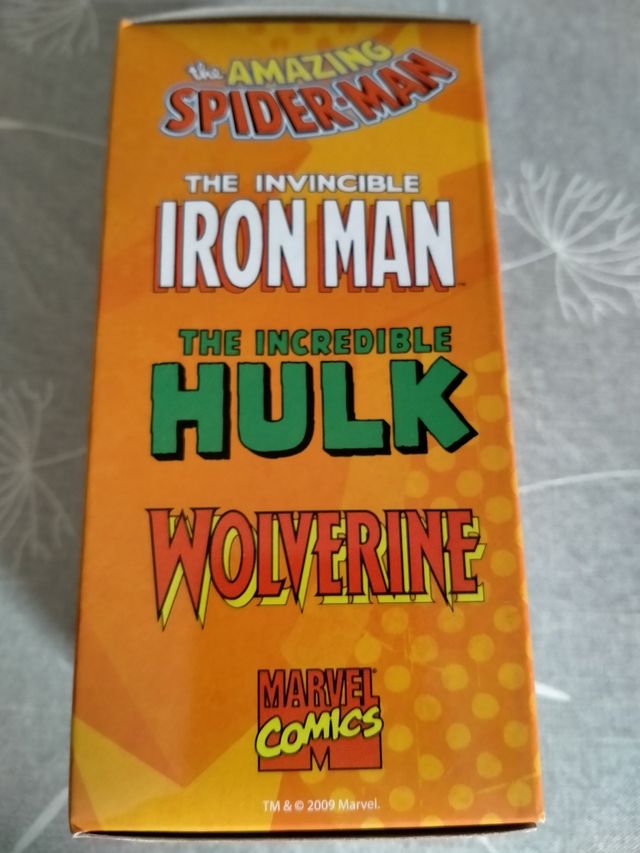 the AMAZING
SPIDER-MAN
THE INVINCIBLE
IRON MAN
THE INCREDIBLE
HULK
WOLVERINE
MARVEL
COMICS
M
TM & © 2009 Marvel.